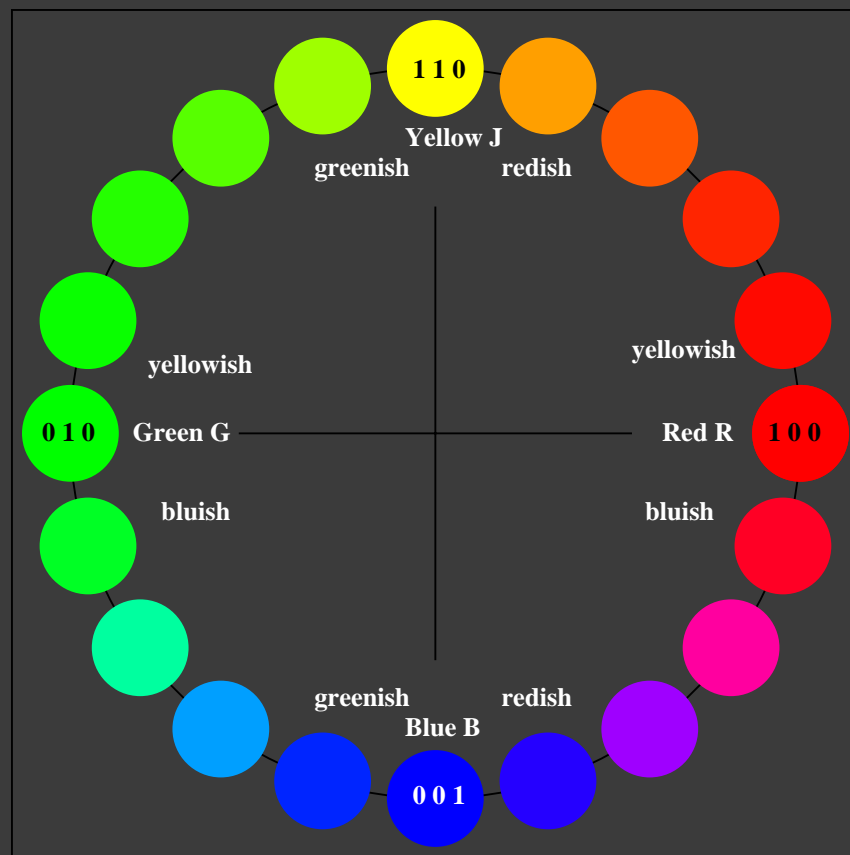 1 1 0
Yellow J
greenish redish
yellowish
yellowish
0 1 0 Green G Red R 1 0 0
bluish bluish
greenish redish
Blue B
0 0 1